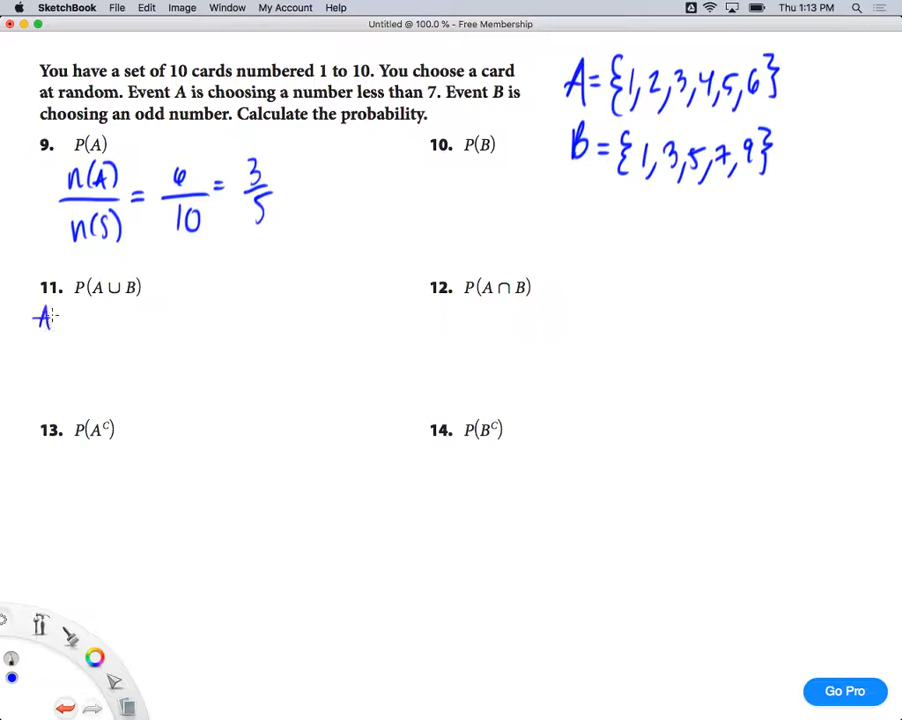 SketchBook File Edit Image Window My Account Help Thu 1:13 PM
Untitled @ 100.0 % - Free Membership
You have a set of 10 cards numbered 1 to 10. You choose a card
at random. Event A is choosing a number less than 7. Event B is
choosing an odd number. Calculate the probability.
A = {1, 2, 3, 4, 5, 6}
B = {1, 3, 5, 7, 9}
9. P(A)
n(A)/n(S) = 6/10 = 3/5
10. P(B)
11. P(A ∪ B)
A
12. P(A ∩ B)
13. P(Aᶜ)
14. P(Bᶜ)
Go Pro